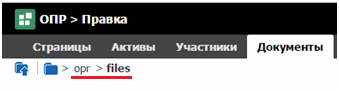 ОПР > Правка
Страницы Активы Участники Документы
> opr > files